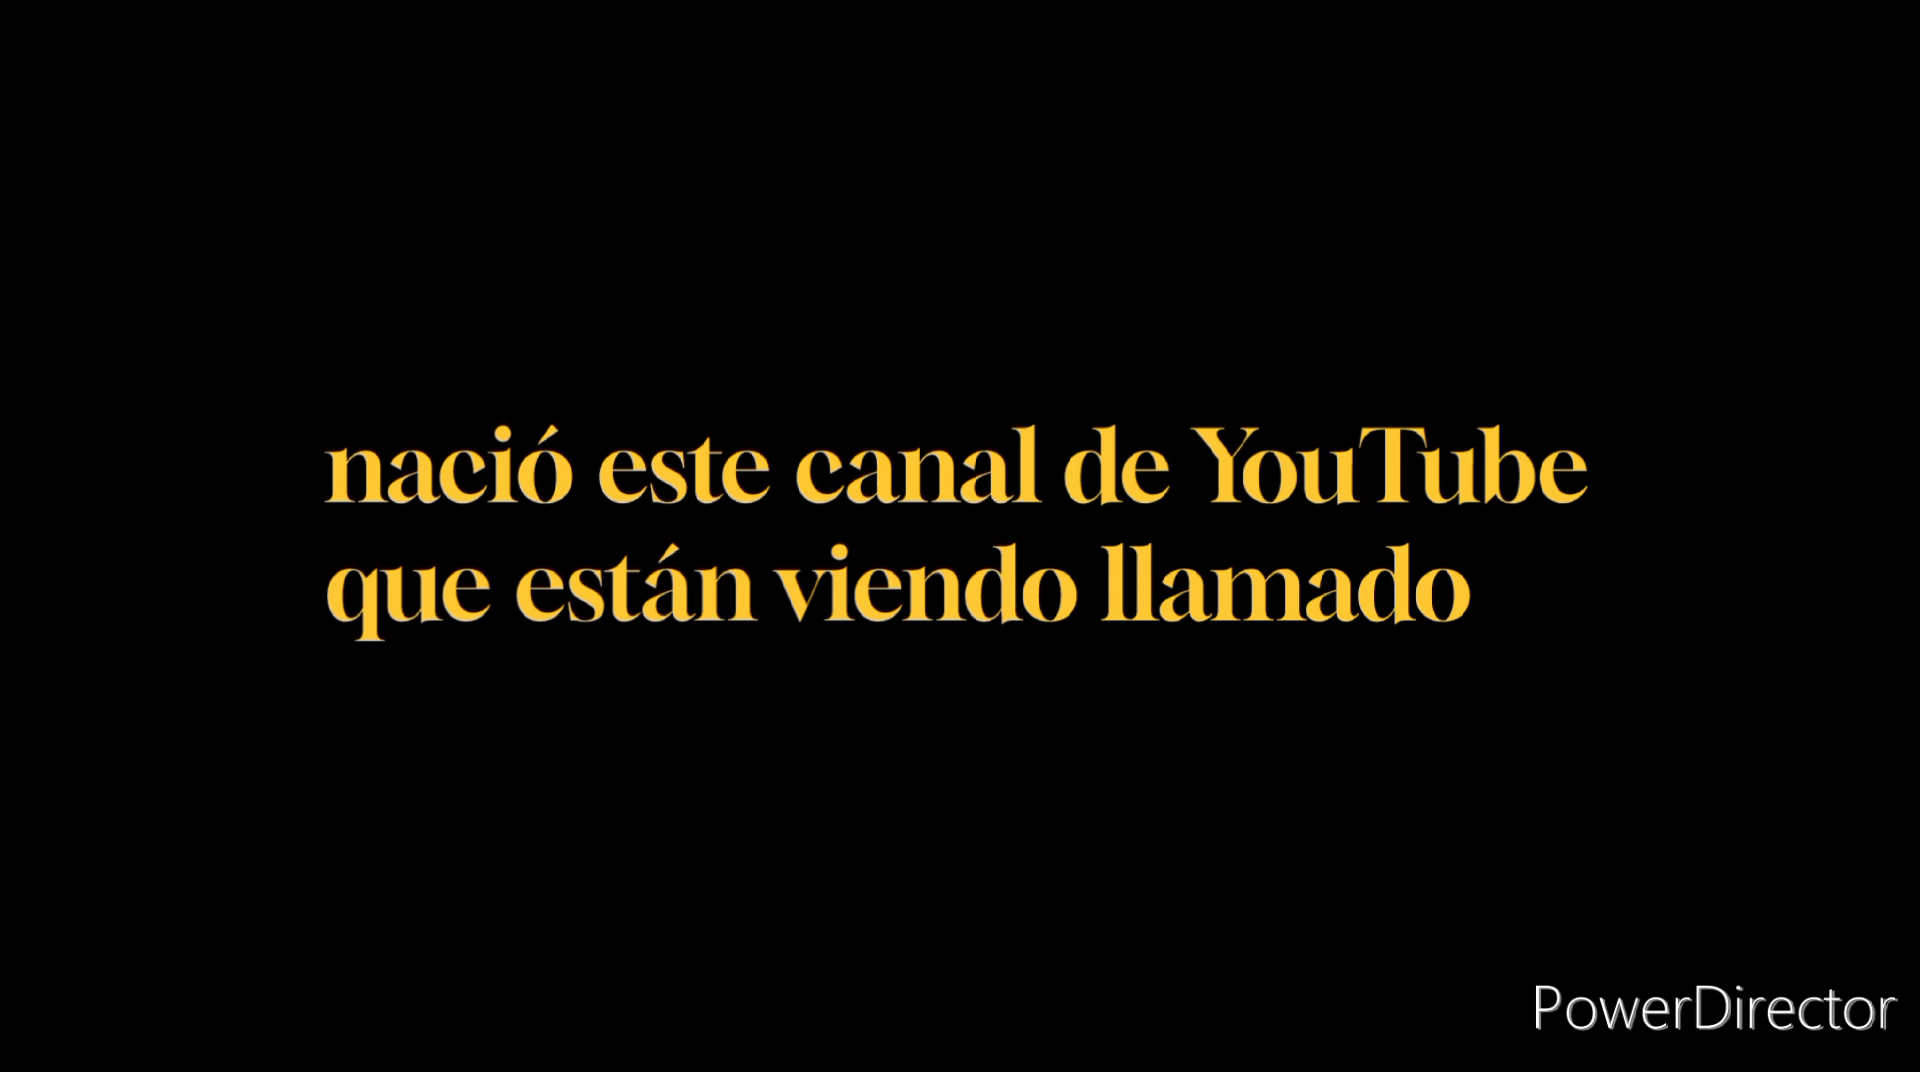 nació este canal de YouTube
que están viendo llamado
PowerDirector